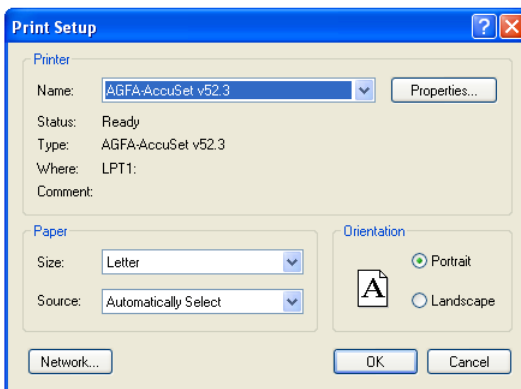 Print Setup
Printer
Name: AGFA-AccuSet v52.3 Properties...
Status: Ready
Type: AGFA-AccuSet v52.3
Where: LPT1:
Comment:
Paper Orientation
Size: Letter Portrait
Source: Automatically Select A Landscape
Network... OK Cancel